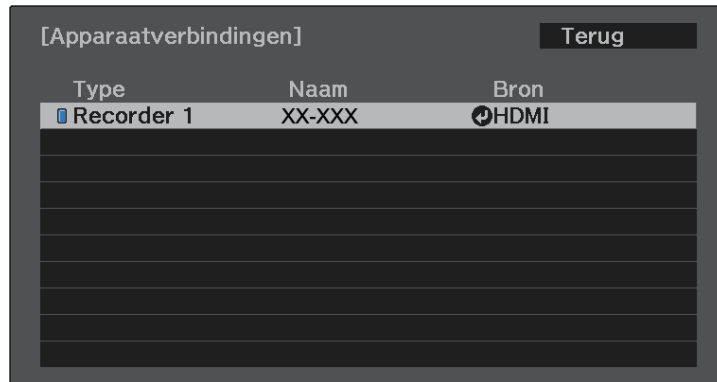 [Apparaatverbindingen] Terug
Type Naam Bron
Recorder 1 XX-XXX HDMI